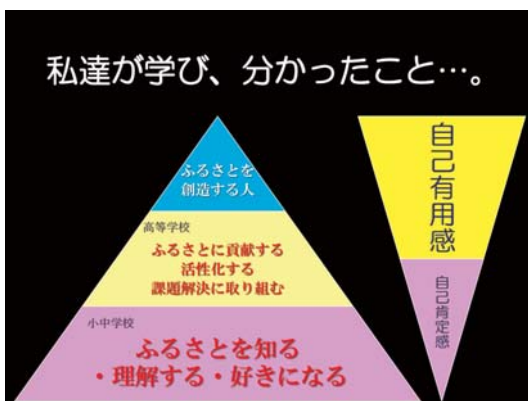 私達が学び、分かったこと…。
ふるさとを
創造する人
高等学校
ふるさとに貢献する
活性化する
課題解決に取り組む
小中学校
ふるさとを知る
・理解する・好きになる
自己有用感
自己肯定感